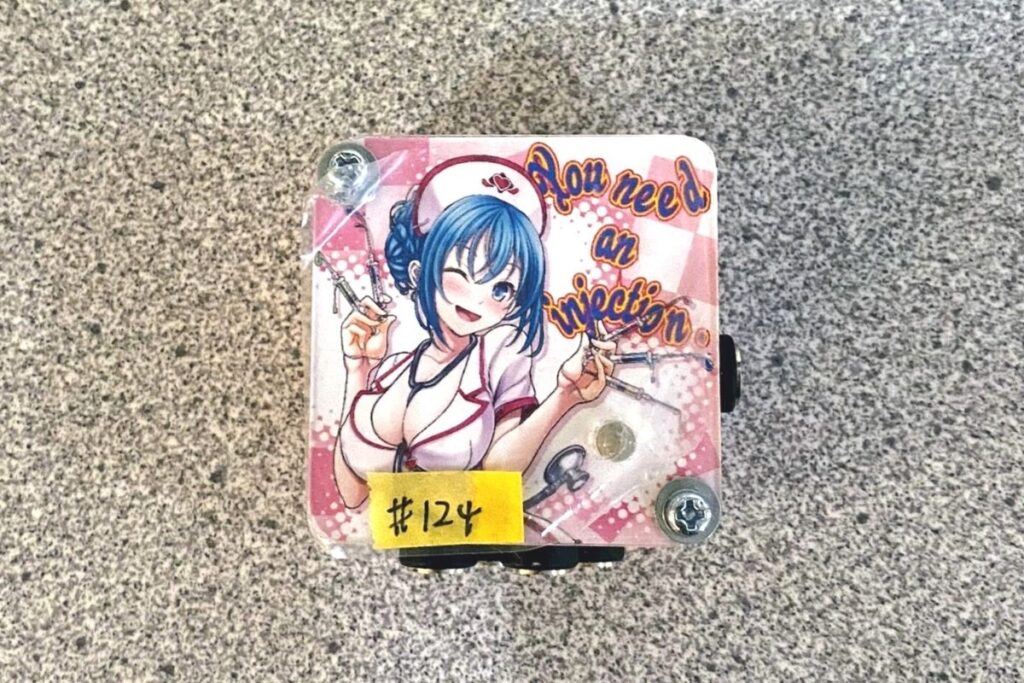 You need
an
injection.
#124